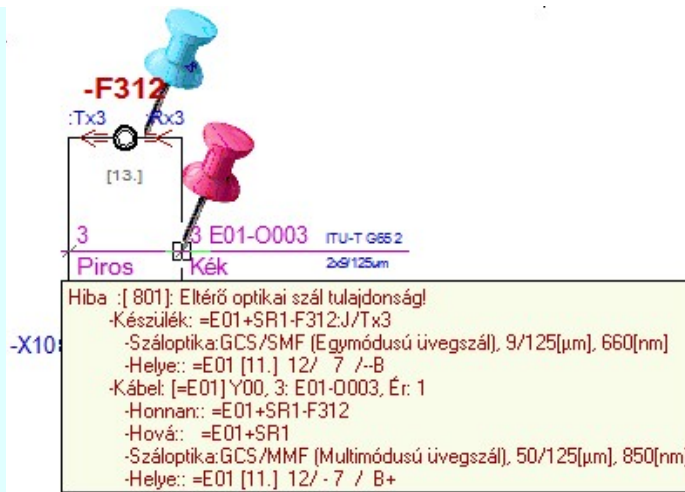 -F312
:Tx3 :Rx3
[13.]
3 3 E01-O003 ITU-T G652
Piros Kék 2x9/125um
Hiba :[ 801]: Eltérő optikai szál tulajdonság!
-Készülék: =E01+SR1-F312:J/Tx3
-X10:
-Száloptika:GCS/SMF (Egymódusú üvegszál), 9/125[µm], 660[nm]
-Helye:: =E01 [11.] 12/ 7 /--B
-Kábel: [=E01] Y00, 3: E01-O003, Ér: 1
-Honnan:: =E01+SR1-F312
-Hová:: =E01+SR1
-Száloptika:GCS/MMF (Multimódusú üvegszál), 50/125[µm], 850[nm]
-Helye:: =E01 [11.] 12/ - 7 / B+